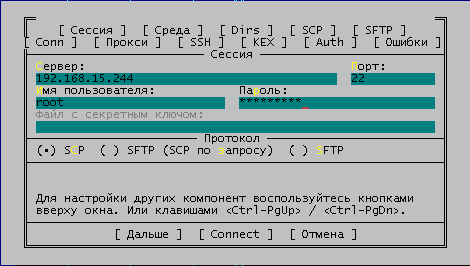 [ Сессия ] [ Среда ] [ Dirs ] [ SCP ] [ SFTP ]
[ Conn ] [ Прокси ] [ SSH ] [ KEX ] [ Auth ] [ Ошибки ]
Сессия
Сервер: Порт:
192.168.15.244 22
Имя пользователя: Пароль:
root *********
Файл с секретным ключом:
Протокол
(•) SCP ( ) SFTP (SCP по запросу) ( ) SFTP
Для настройки других компонент воспользуйтесь кнопками
вверху окна. Или клавишами <Ctrl-PgUp> / <Ctrl-PgDn>.
[ Дальше ] [ Connect ] [ Отмена ]